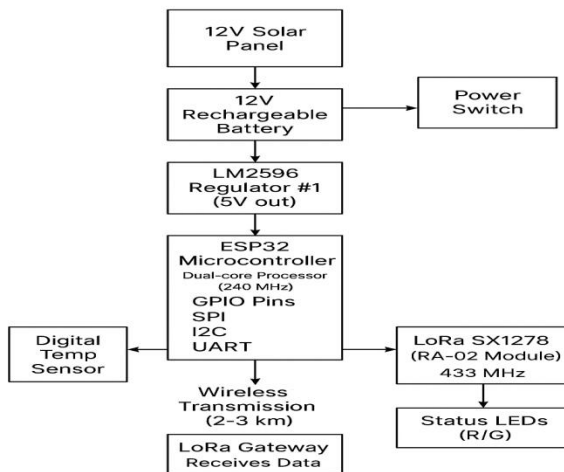 12V Solar
Panel
12V
Rechargeable
Battery
Power
Switch
LM2596
Regulator #1
(5V out)
ESP32
Microcontroller
Dual-core Processor
(240 MHz)
GPIO Pins
SPI
I2C
UART
Digital
Temp
Sensor
LoRa SX1278
(RA-02 Module)
433 MHz
Wireless
Transmission
(2-3 km)
Status LEDs
(R/G)
LoRa Gateway
Receives Data